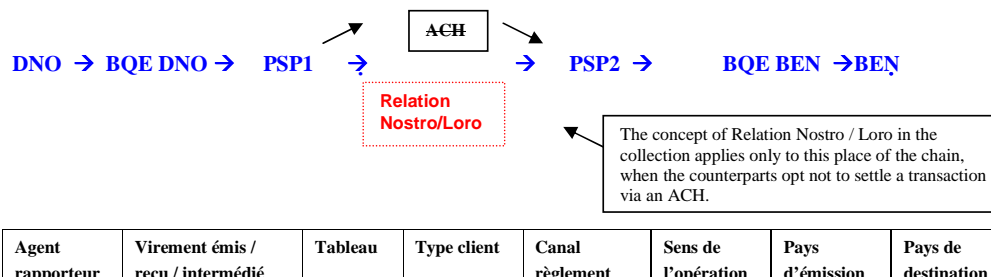 ACH
DNO → BQE DNO → PSP1 → → PSP2 → BQE BEN →BEN
Relation
Nostro/Loro
The concept of Relation Nostro / Loro in the
collection applies only to this place of the chain,
when the counterparts opt not to settle a transaction
via an ACH.
Agent Virement émis / Tableau Type client Canal Sens de Pays Pays de
rapporteur reçu / intermédié règlement l'opération d'émission destination